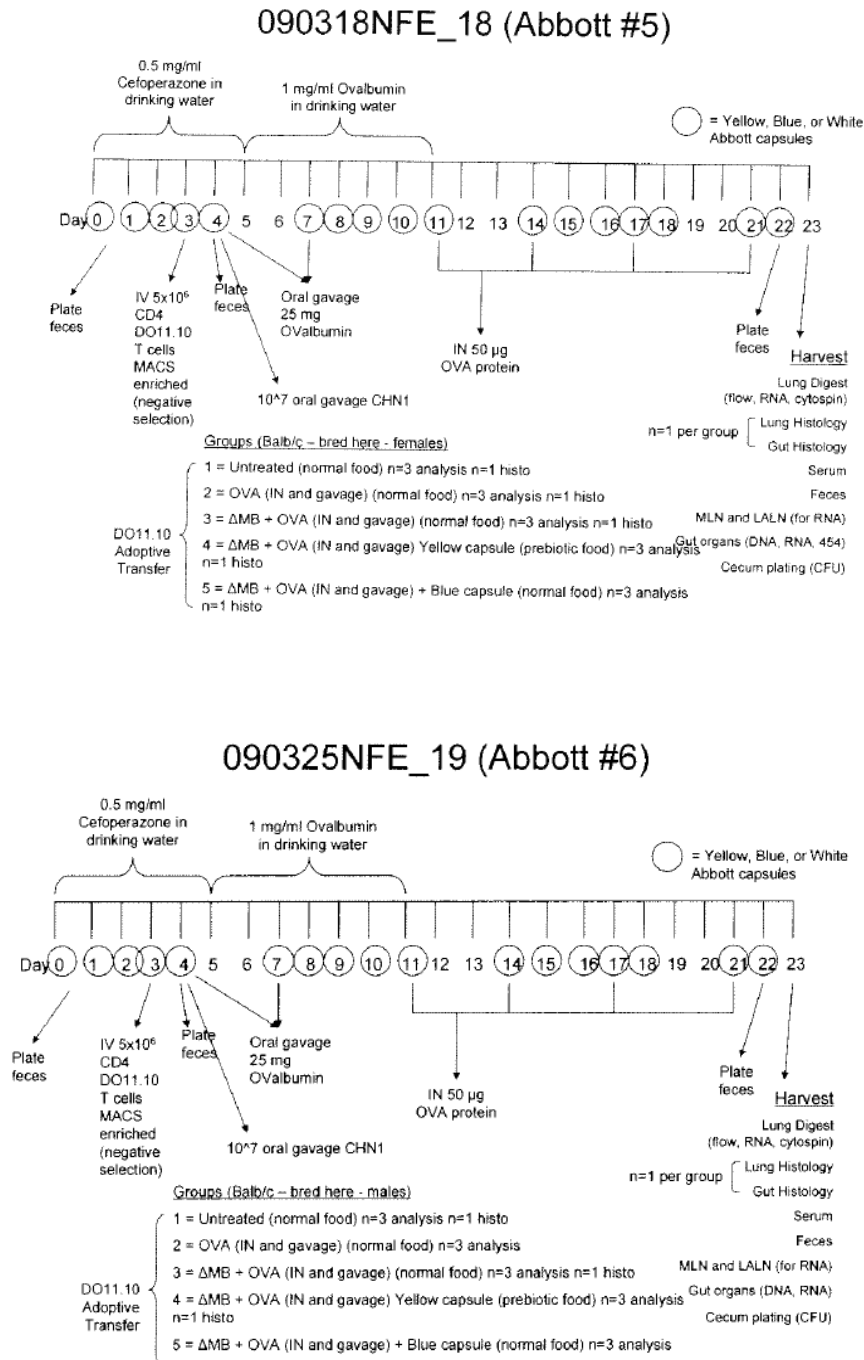 090318NFE_18 (Abbott #5)
0.5 mg/ml
Cefoperazone in
drinking water
1 mg/ml Ovalbumin
in drinking water
= Yellow, Blue, or White
Abbott capsules
Day 0 1 2 3 4 5 6 7 8 9 10 11 12 13 14 15 16 17 18 19 20 21 22 23
Plate
feces
IV 5x10⁶
CD4
DO11.10
T cells
MACS
enriched
(negative
selection)
Plate
feces
Oral gavage
25 mg
OValbumin
10^7 oral gavage CHN1
IN 50 µg
OVA protein
Plate
feces
Harvest
Lung Digest
(flow, RNA, cytospin)
n=1 per group
Lung Histology
Gut Histology
Serum
Feces
MLN and LALN (for RNA)
Gut organs (DNA, RNA, 454)
Cecum plating (CFU)
Groups (Balb/c – bred here - females)
DO11.10
Adoptive
Transfer
1 = Untreated (normal food) n=3 analysis n=1 histo
2 = OVA (IN and gavage) (normal food) n=3 analysis n=1 histo
3 = ΔMB + OVA (IN and gavage) (normal food) n=3 analysis n=1 histo
4 = ΔMB + OVA (IN and gavage) Yellow capsule (prebiotic food) n=3 analysis
n=1 histo
5 = ΔMB + OVA (IN and gavage) + Blue capsule (normal food) n=3 analysis
n=1 histo
090325NFE_19 (Abbott #6)
0.5 mg/ml
Cefoperazone in
drinking water
1 mg/ml Ovalbumin
in drinking water
= Yellow, Blue, or White
Abbott capsules
Day 0 1 2 3 4 5 6 7 8 9 10 11 12 13 14 15 16 17 18 19 20 21 22 23
Plate
feces
IV 5x10⁶
CD4
DO11.10
T cells
MACS
enriched
(negative
selection)
Plate
feces
Oral gavage
25 mg
OValbumin
10^7 oral gavage CHN1
IN 50 µg
OVA protein
Plate
feces
Harvest
Lung Digest
(flow, RNA, cytospin)
n=1 per group
Lung Histology
Gut Histology
Serum
Feces
MLN and LALN (for RNA)
Gut organs (DNA, RNA)
Cecum plating (CFU)
Groups (Balb/c – bred here - males)
DO11.10
Adoptive
Transfer
1 = Untreated (normal food) n=3 analysis n=1 histo
2 = OVA (IN and gavage) (normal food) n=3 analysis
3 = ΔMB + OVA (IN and gavage) (normal food) n=3 analysis n=1 histo
4 = ΔMB + OVA (IN and gavage) Yellow capsule (prebiotic food) n=3 analysis
n=1 histo
5 = ΔMB + OVA (IN and gavage) + Blue capsule (normal food) n=3 analysis